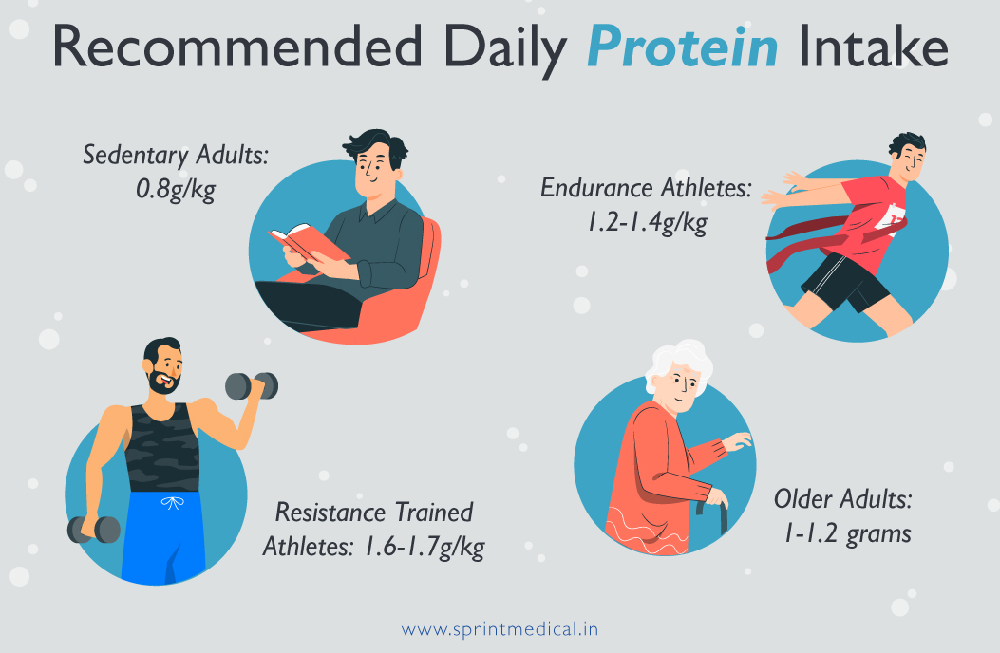 Recommended Daily Protein Intake
Sedentary Adults:
0.8g/kg
Endurance Athletes:
1.2-1.4g/kg
Resistance Trained
Athletes: 1.6-1.7g/kg
Older Adults:
1-1.2 grams
www.sprintmedical.in